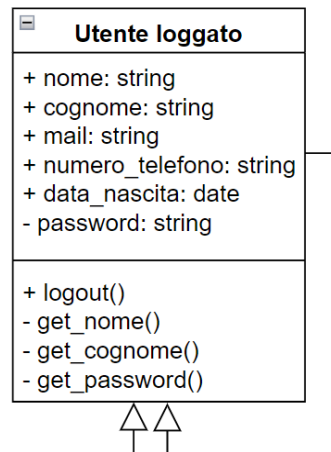 Utente loggato
+ nome: string
+ cognome: string
+ mail: string
+ numero_telefono: string
+ data_nascita: date
- password: string
+ logout()
- get_nome()
- get_cognome()
- get_password()